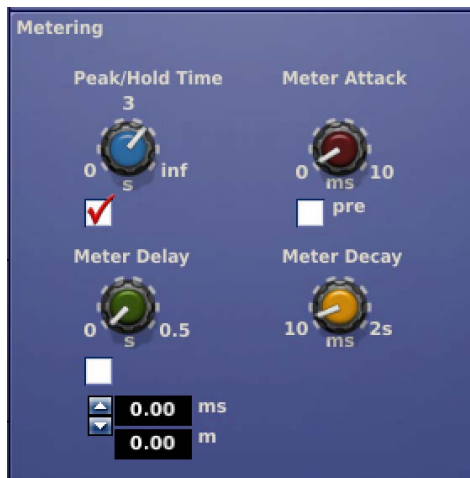 Metering
Peak/Hold Time
3
0 inf
s
Meter Attack
0 10
ms
pre
Meter Delay
0 0.5
s
Meter Decay
10 2s
ms
0.00 ms
0.00 m